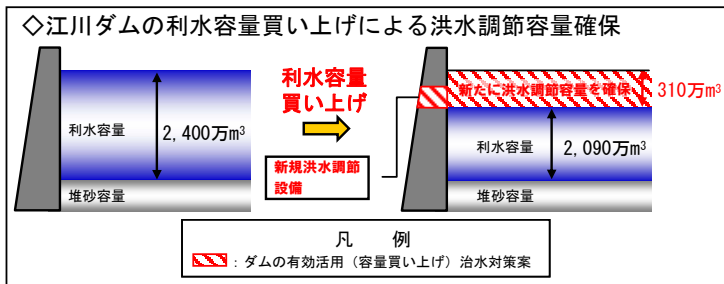 ◇江川ダムの利水容量買い上げによる洪水調節容量確保
利水容量
2,400万m³
堆砂容量
利水容量
買い上げ
新規洪水調節
設備
新たに洪水調節容量を確保
310万m³
利水容量
2,090万m³
堆砂容量
凡　例
：ダムの有効活用（容量買い上げ）治水対策案